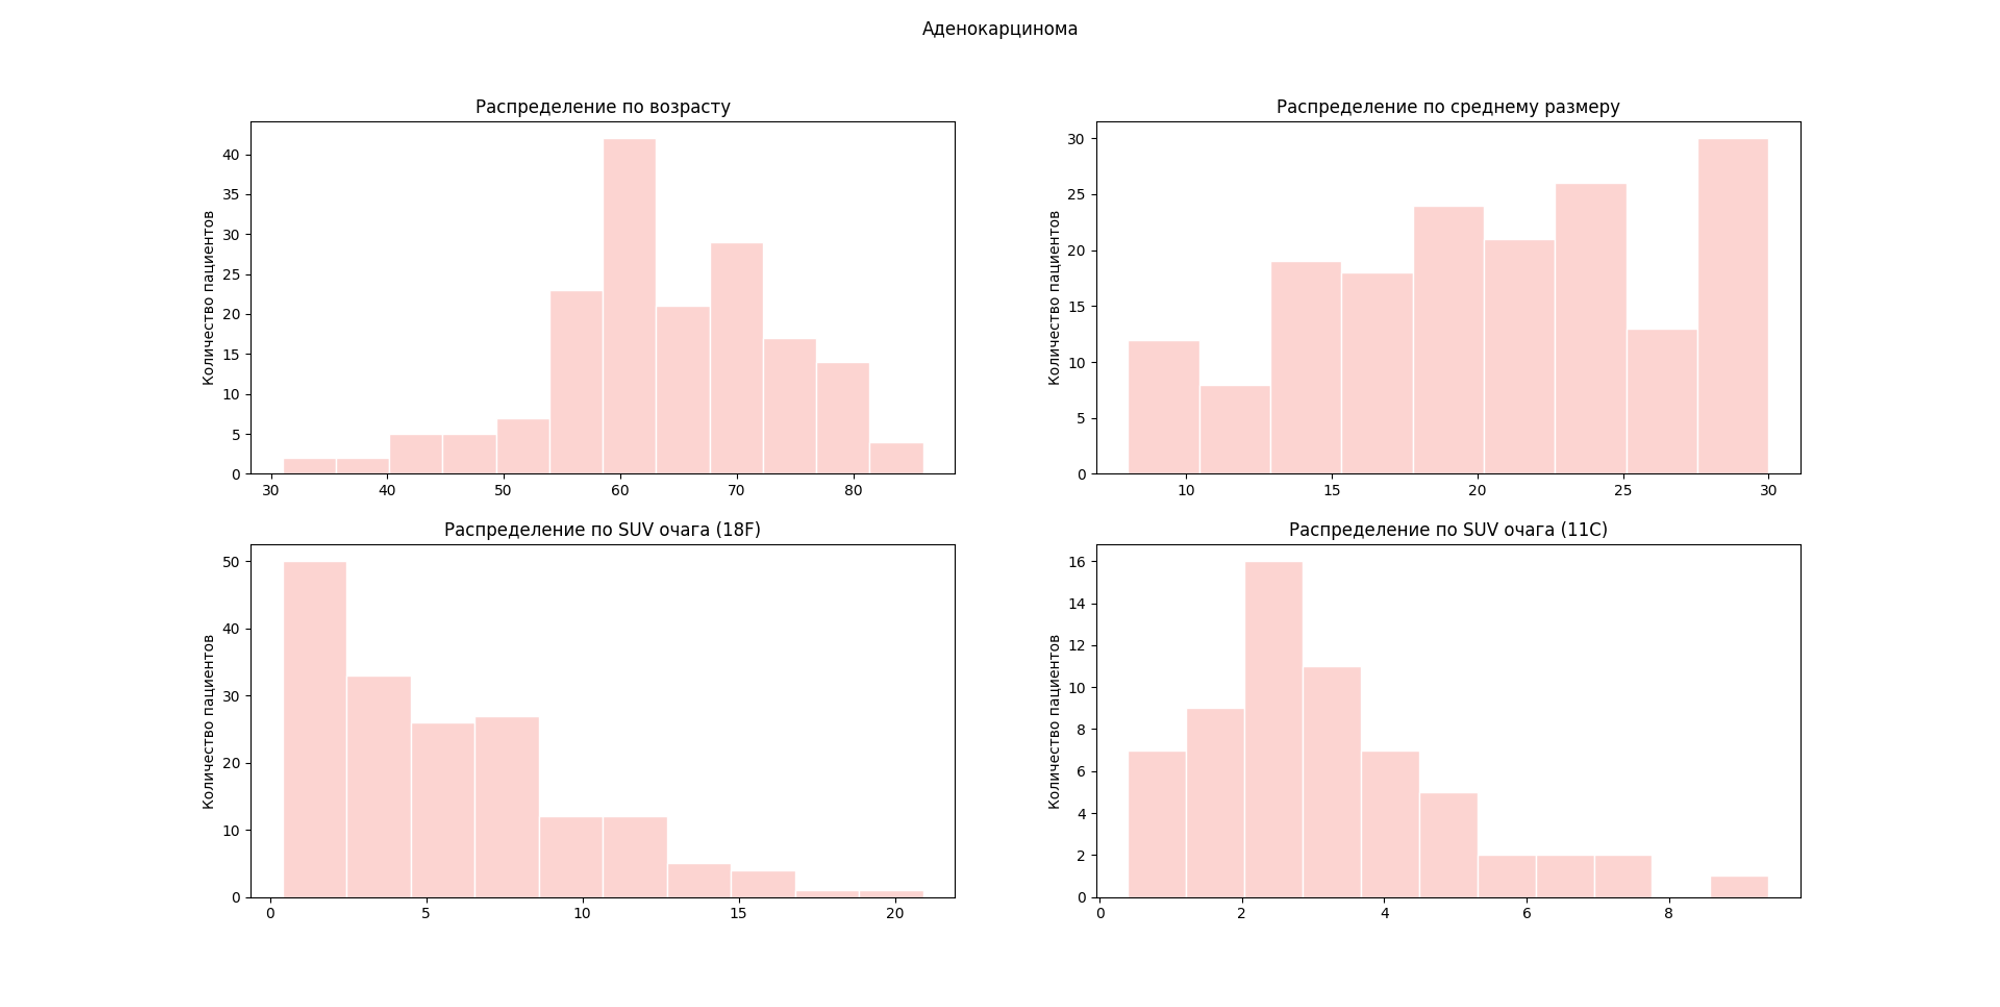 Аденокарцинома
Распределение по возрасту
Количество пациентов
40
35
30
25
20
15
10
5
0
30 40 50 60 70 80
Распределение по среднему размеру
Количество пациентов
30
25
20
15
10
5
0
10 15 20 25 30
Распределение по SUV очага (18F)
Количество пациентов
50
40
30
20
10
0
0 5 10 15 20
Распределение по SUV очага (11C)
Количество пациентов
16
14
12
10
8
6
4
2
0
0 2 4 6 8